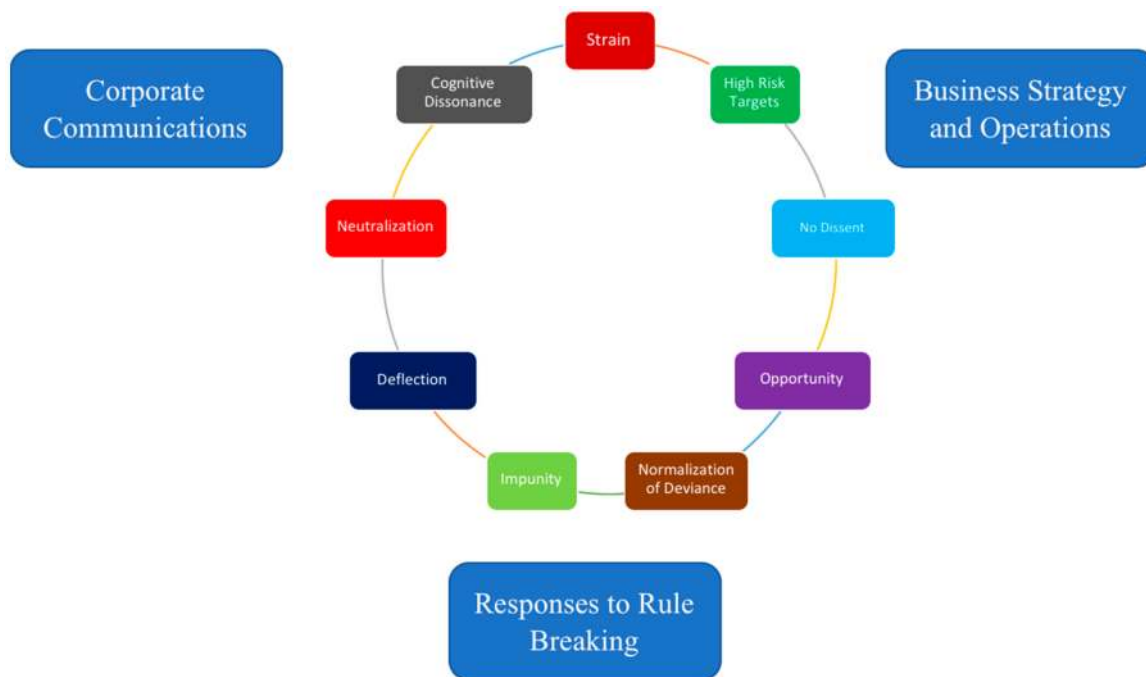 Strain
Corporate
Communications
Cognitive
Dissonance
High Risk
Targets
Business Strategy
and Operations
Neutralization
No Dissent
Deflection
Opportunity
Impunity
Normalization
of Deviance
Responses to Rule
Breaking